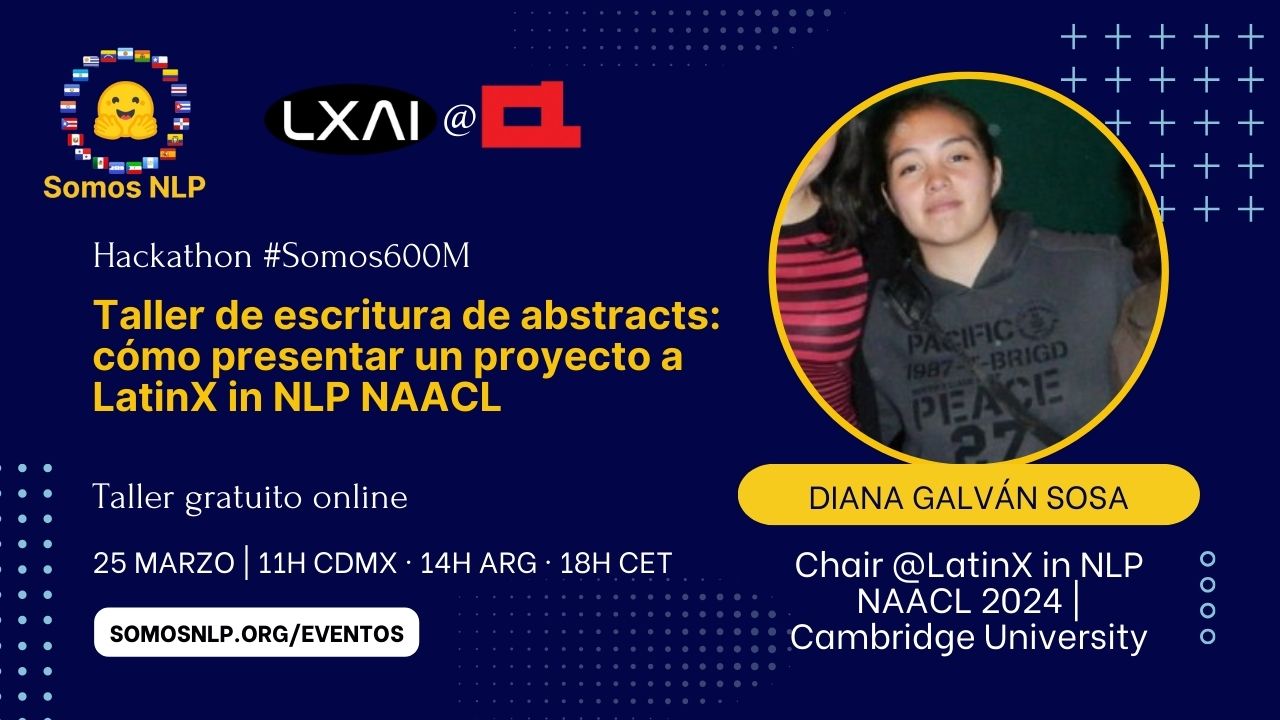 Somos NLP
LXAI @
Hackathon #Somos600M
Taller de escritura de abstracts:
cómo presentar un proyecto a
LatinX in NLP NAACL
Taller gratuito online
25 MARZO | 11H CDMX · 14H ARG · 18H CET
SOMOSNLP.ORG/EVENTOS
PACIFIC
1987-T-BRIGD
PEACE
27
DIANA GALVÁN SOSA
Chair @LatinX in NLP
NAACL 2024 |
Cambridge University